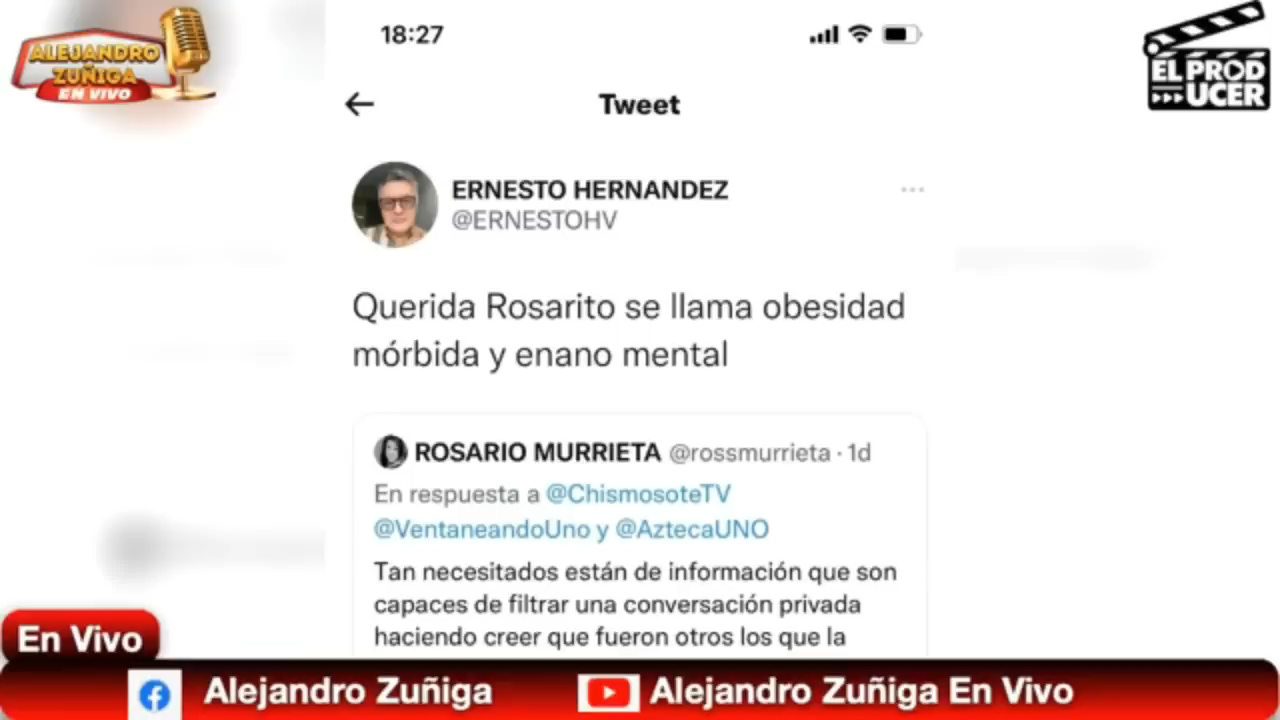 ALEJANDRO
ZUÑIGA
EN VIVO
18:27
EL PROD
UCER
Tweet
ERNESTO HERNANDEZ
@ERNESTOHV
Querida Rosarito se llama obesidad
mórbida y enano mental
ROSARIO MURRIETA @rossmurrieta · 1d
En respuesta a @ChismosoteTV
@VentaneandoUno y @AztecaUNO
Tan necesitados están de información que son
capaces de filtrar una conversación privada
haciendo creer que fueron otros los que la
En Vivo
Alejandro Zuñiga
Alejandro Zuñiga En Vivo